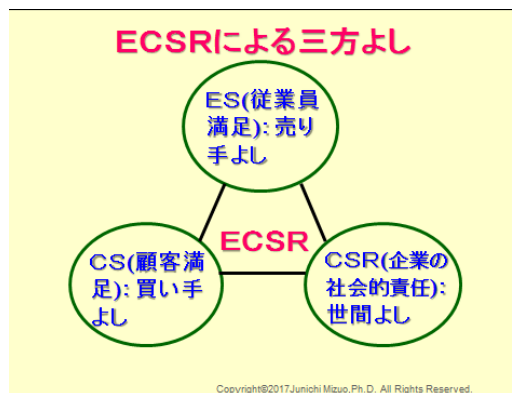 ECSRによる三方よし
ES(従業員
満足): 売り
手よし
ECSR
CS(顧客満
足): 買い手
よし
CSR(企業の
社会的責任):
世間よし
Copyright©2017Junichi Mizuo,Ph.D. All Rights Reserved.